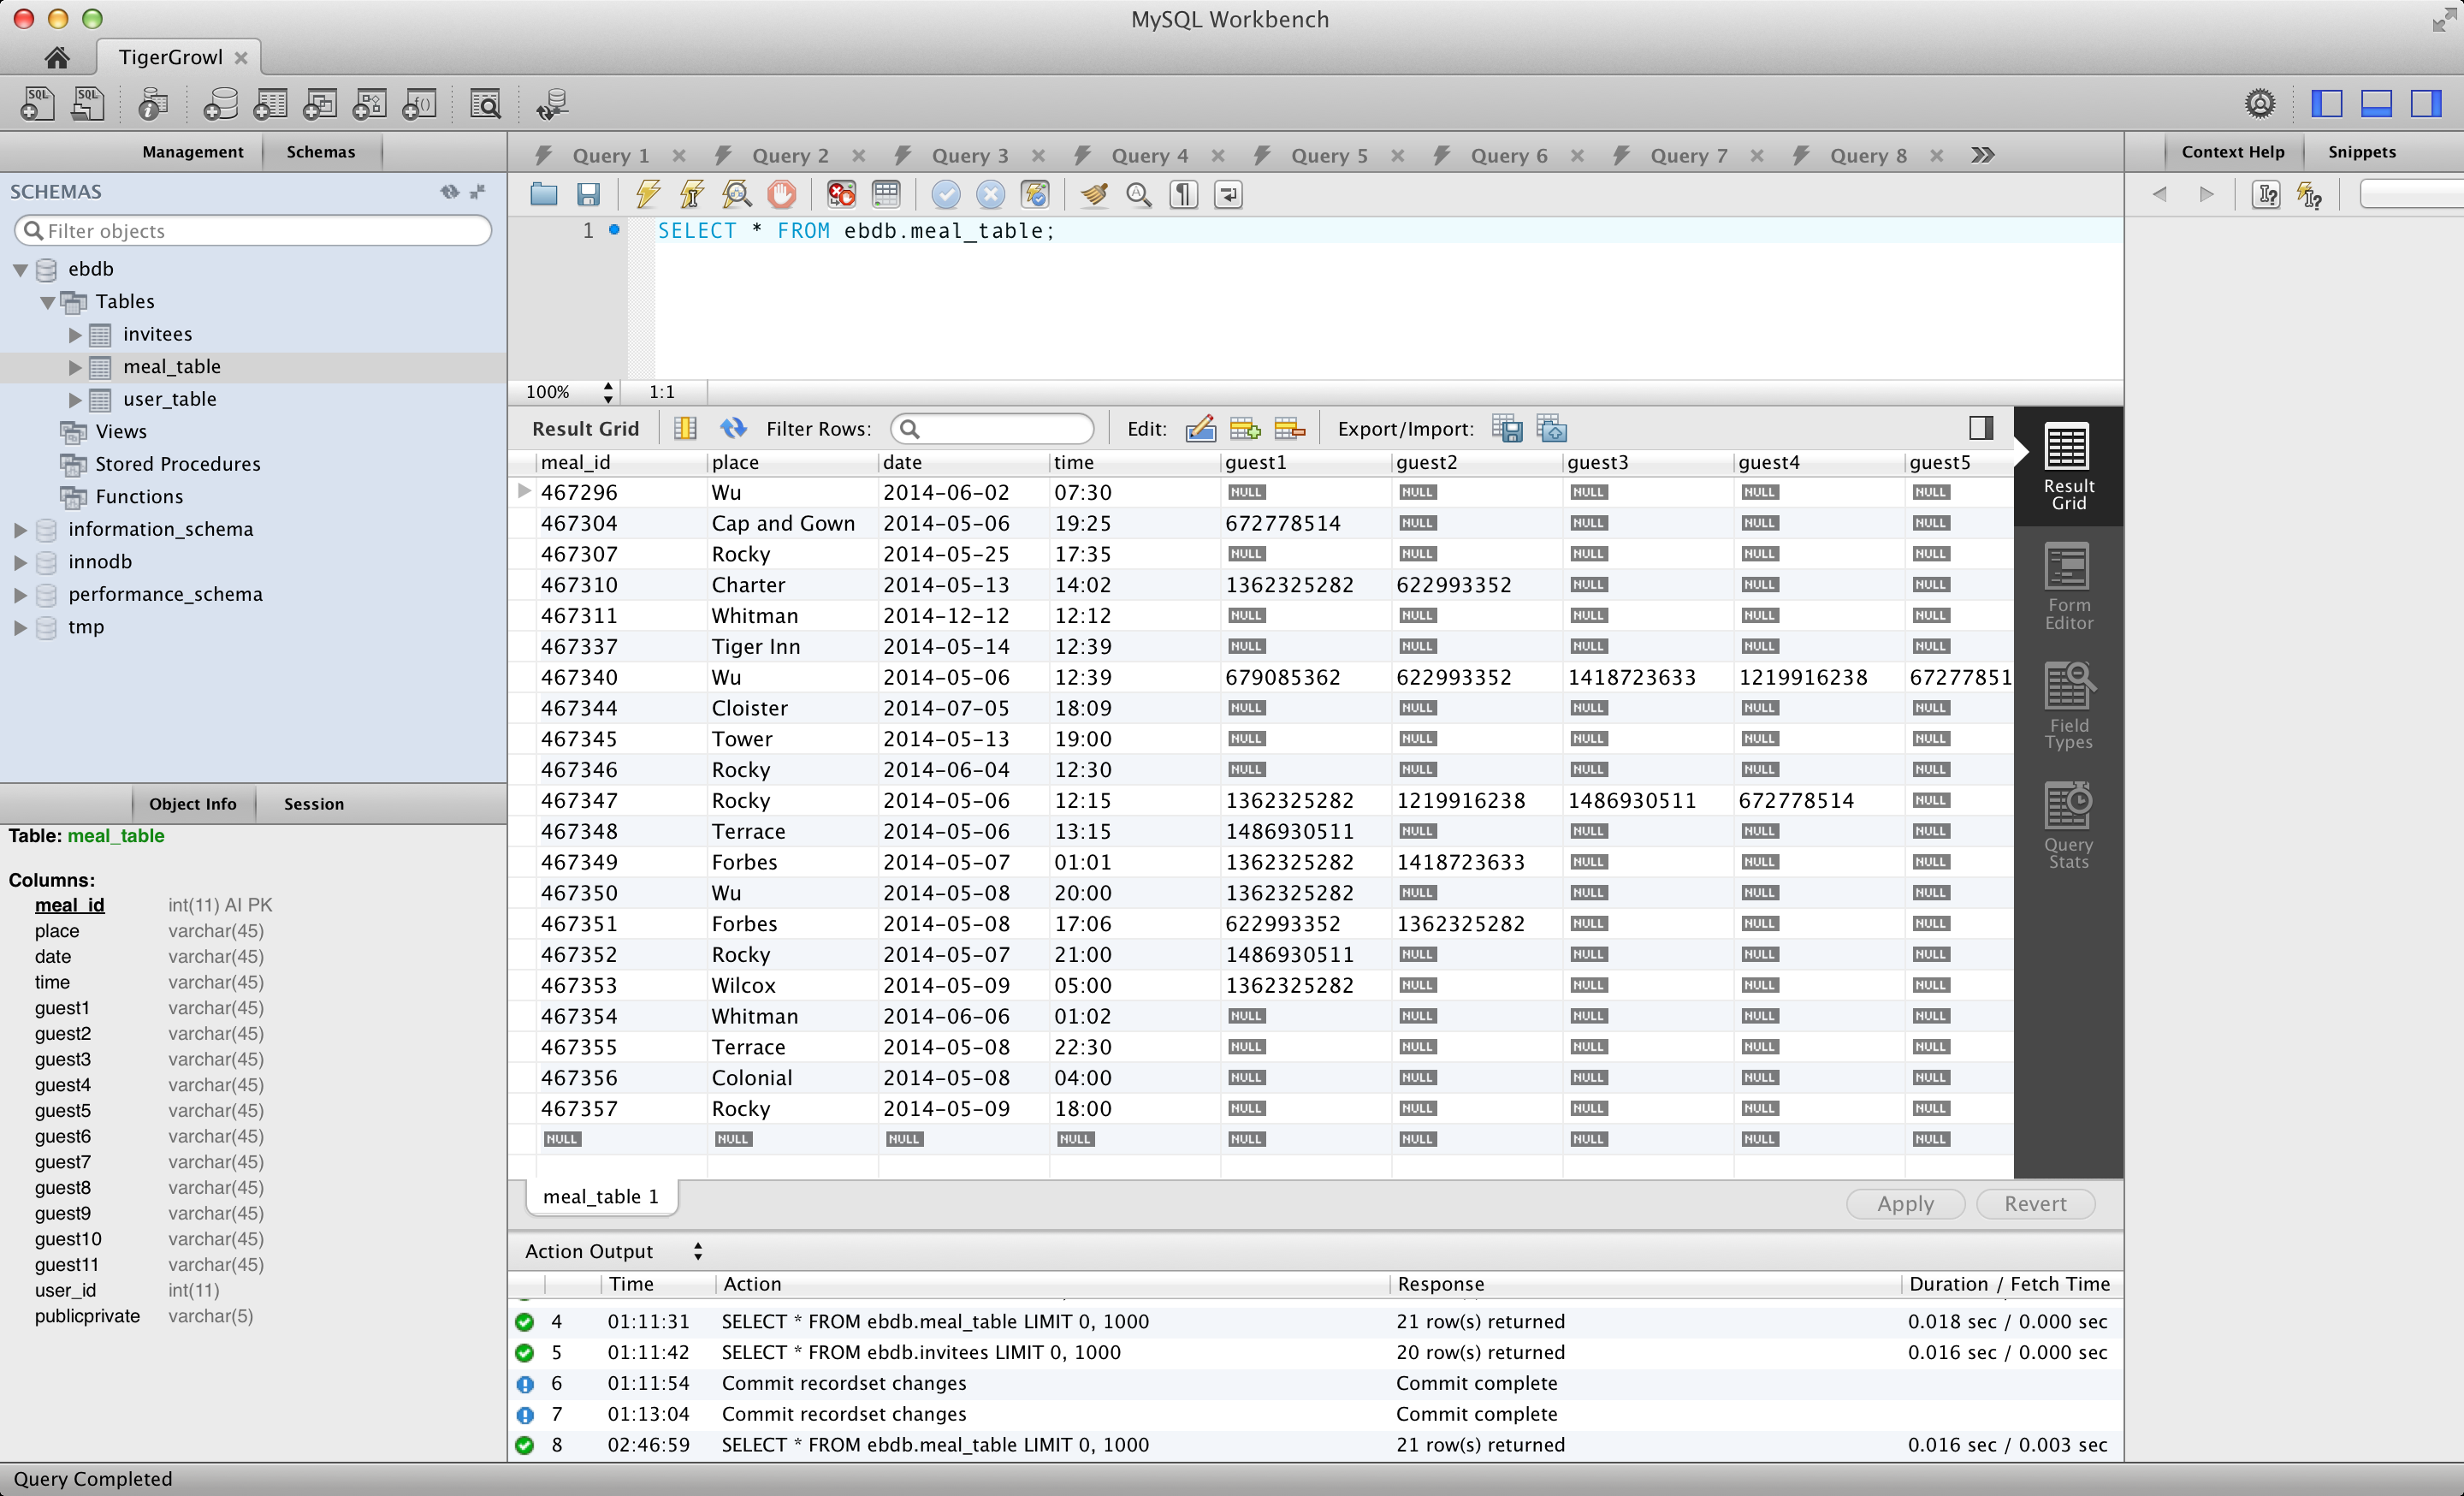 MySQL Workbench
TigerGrowl
Management Schemas
SCHEMAS
Filter objects
ebdb
Tables
invitees
meal_table
user_table
Views
Stored Procedures
Functions
information_schema
innodb
performance_schema
tmp
Object Info Session
Table: meal_table
Columns:
meal_id int(11) AI PK
place varchar(45)
date varchar(45)
time varchar(45)
guest1 varchar(45)
guest2 varchar(45)
guest3 varchar(45)
guest4 varchar(45)
guest5 varchar(45)
guest6 varchar(45)
guest7 varchar(45)
guest8 varchar(45)
guest9 varchar(45)
guest10 varchar(45)
guest11 varchar(45)
user_id int(11)
publicprivate varchar(5)
Query 1 Query 2 Query 3 Query 4 Query 5 Query 6 Query 7 Query 8
1 SELECT * FROM ebdb.meal_table;
100% 1:1
Result Grid Filter Rows: Edit: Export/Import:
meal_id place date time guest1 guest2 guest3 guest4 guest5
467296 Wu 2014-06-02 07:30 NULL NULL NULL NULL NULL
467304 Cap and Gown 2014-05-06 19:25 672778514 NULL NULL NULL NULL
467307 Rocky 2014-05-25 17:35 NULL NULL NULL NULL NULL
467310 Charter 2014-05-13 14:02 1362325282 622993352 NULL NULL NULL
467311 Whitman 2014-12-12 12:12 NULL NULL NULL NULL NULL
467337 Tiger Inn 2014-05-14 12:39 NULL NULL NULL NULL NULL
467340 Wu 2014-05-06 12:39 679085362 622993352 1418723633 1219916238 67277851
467344 Cloister 2014-07-05 18:09 NULL NULL NULL NULL NULL
467345 Tower 2014-05-13 19:00 NULL NULL NULL NULL NULL
467346 Rocky 2014-06-04 12:30 NULL NULL NULL NULL NULL
467347 Rocky 2014-05-06 12:15 1362325282 1219916238 1486930511 672778514 NULL
467348 Terrace 2014-05-06 13:15 1486930511 NULL NULL NULL NULL
467349 Forbes 2014-05-07 01:01 1362325282 1418723633 NULL NULL NULL
467350 Wu 2014-05-08 20:00 1362325282 NULL NULL NULL NULL
467351 Forbes 2014-05-08 17:06 622993352 1362325282 NULL NULL NULL
467352 Rocky 2014-05-07 21:00 1486930511 NULL NULL NULL NULL
467353 Wilcox 2014-05-09 05:00 1362325282 NULL NULL NULL NULL
467354 Whitman 2014-06-06 01:02 NULL NULL NULL NULL NULL
467355 Terrace 2014-05-08 22:30 NULL NULL NULL NULL NULL
467356 Colonial 2014-05-08 04:00 NULL NULL NULL NULL NULL
467357 Rocky 2014-05-09 18:00 NULL NULL NULL NULL NULL
NULL NULL NULL NULL NULL NULL NULL NULL NULL
Result
Grid
Form
Editor
Field
Types
Query
Stats
meal_table 1
Apply Revert
Action Output
Time Action Response Duration / Fetch Time
4 01:11:31 SELECT * FROM ebdb.meal_table LIMIT 0, 1000 21 row(s) returned 0.018 sec / 0.000 sec
5 01:11:42 SELECT * FROM ebdb.invitees LIMIT 0, 1000 20 row(s) returned 0.016 sec / 0.000 sec
6 01:11:54 Commit recordset changes Commit complete
7 01:13:04 Commit recordset changes Commit complete
8 02:46:59 SELECT * FROM ebdb.meal_table LIMIT 0, 1000 21 row(s) returned 0.016 sec / 0.003 sec
Context Help Snippets
Query Completed